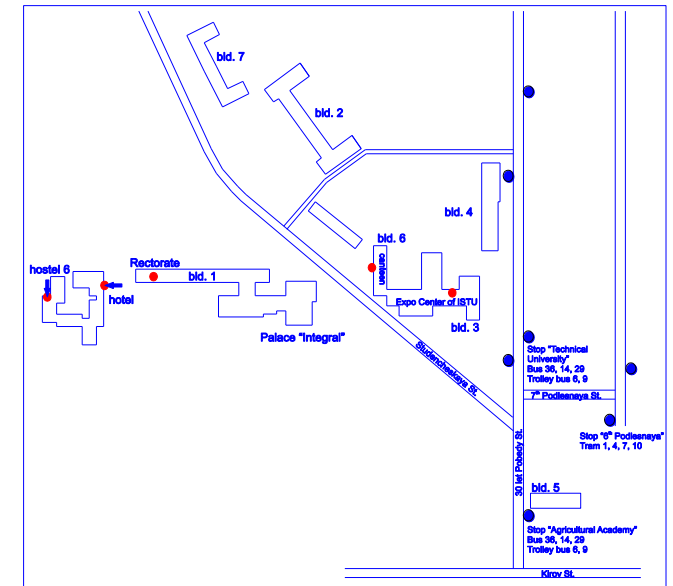 bld. 7
bld. 2
bld. 4
bld. 6
canteen
Rectorate
bld. 1
hostel 6
hotel
Expo Center of ISTU
bld. 3
Palace "Integral"
Studencheskaya St.
Stop "Technical
University"
Bus 36, 14, 29
Trolley bus 6, 9
7th Podlesnaya St.
Stop "6th Podlesnaya"
Tram 1, 4, 7, 10
30 let Pobedy St.
bld. 5
Stop "Agricultural Academy"
Bus 36, 14, 29
Trolley bus 6, 9
Kirov St.